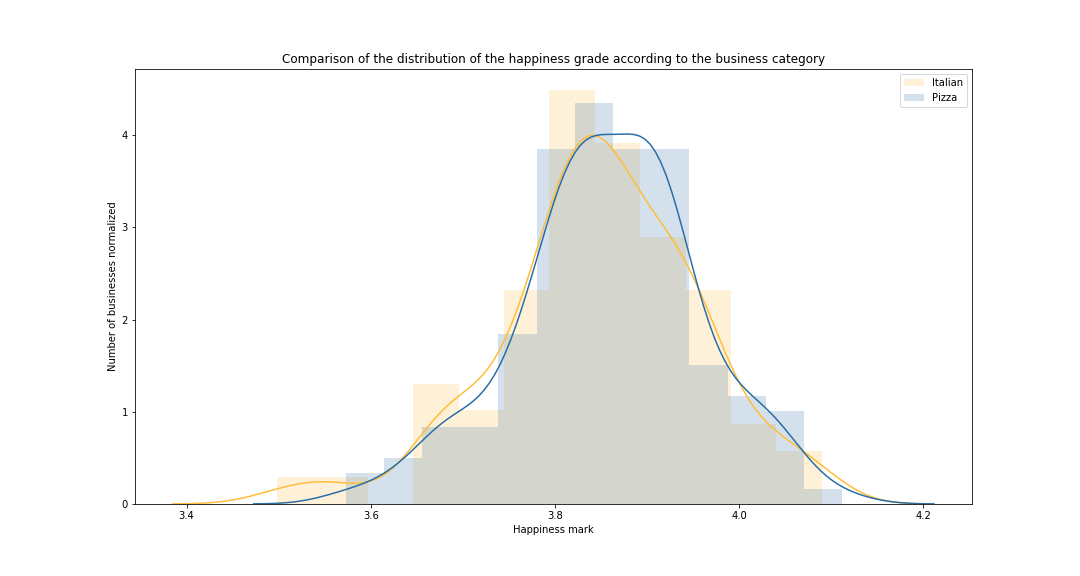 Comparison of the distribution of the happiness grade according to the business category
Italian
Pizza
Number of businesses normalized
4
3
2
1
0
3.4 3.6 3.8 4.0 4.2
Happiness mark